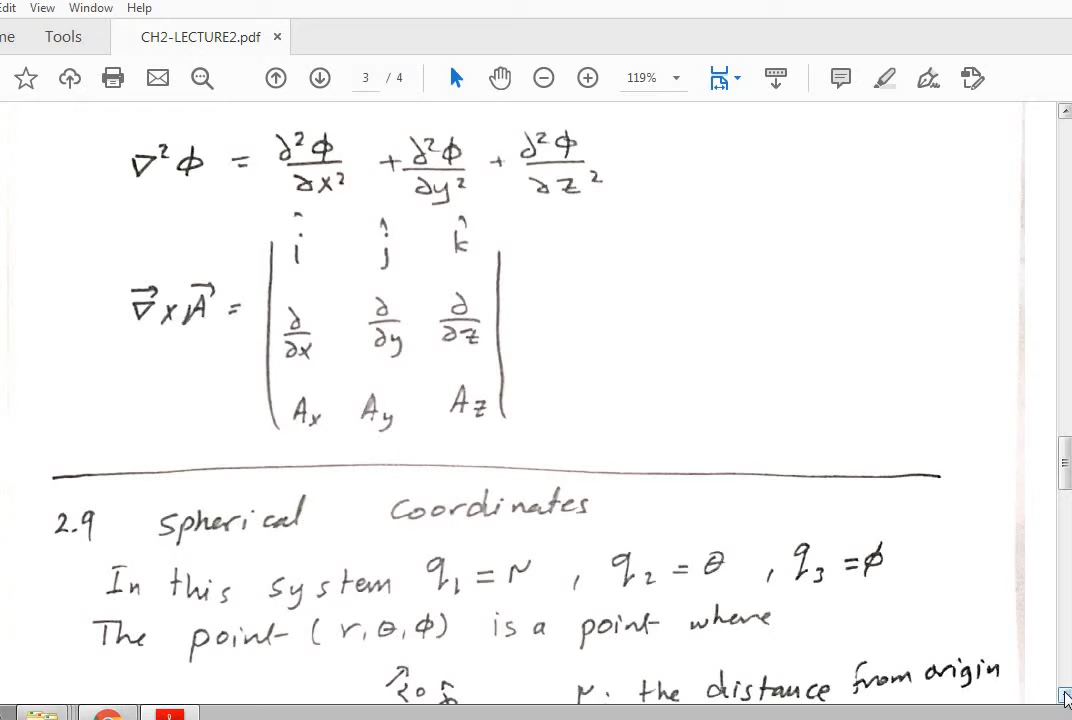 Edit View Window Help
me Tools CH2-LECTURE2.pdf ×
3 / 4 119%
∇²ϕ = ∂²ϕ/∂x² + ∂²ϕ/∂y² + ∂²ϕ/∂z²
î ĵ k̂
∇⃗ x A⃗ = ∂/∂x ∂/∂y ∂/∂z
Ax Ay Az
2.9 Spherical Coordinates
In this system q₁ = r , q₂ = θ , q₃ = ϕ
The point (r, θ, ϕ) is a point where
r. the distance from origin